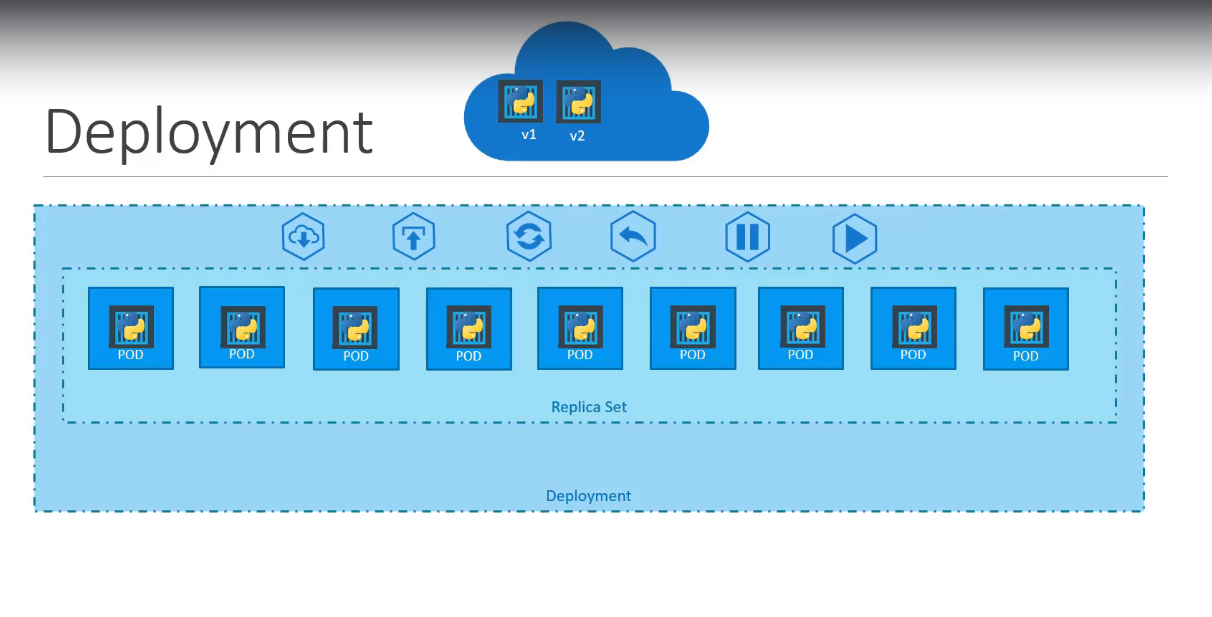 Deployment
v1 v2
POD POD POD POD POD POD POD POD POD
Replica Set
Deployment